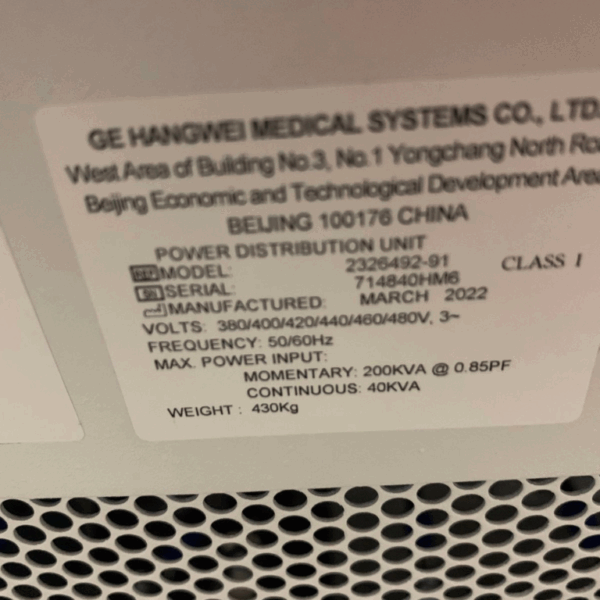 GE HANGWEI MEDICAL SYSTEMS CO., LTD.
West Area of Building No.3, No.1 Yongchang North Roa
Beijing Economic and Technological Development Area
BEIJING 100176 CHINA
POWER DISTRIBUTION UNIT
REF MODEL: 2326492-91 CLASS I
SN SERIAL: 714840HM6
MANUFACTURED: MARCH 2022
VOLTS: 380/400/420/440/460/480V, 3~
FREQUENCY: 50/60Hz
MAX. POWER INPUT:
MOMENTARY: 200KVA @ 0.85PF
CONTINUOUS: 40KVA
WEIGHT : 430Kg